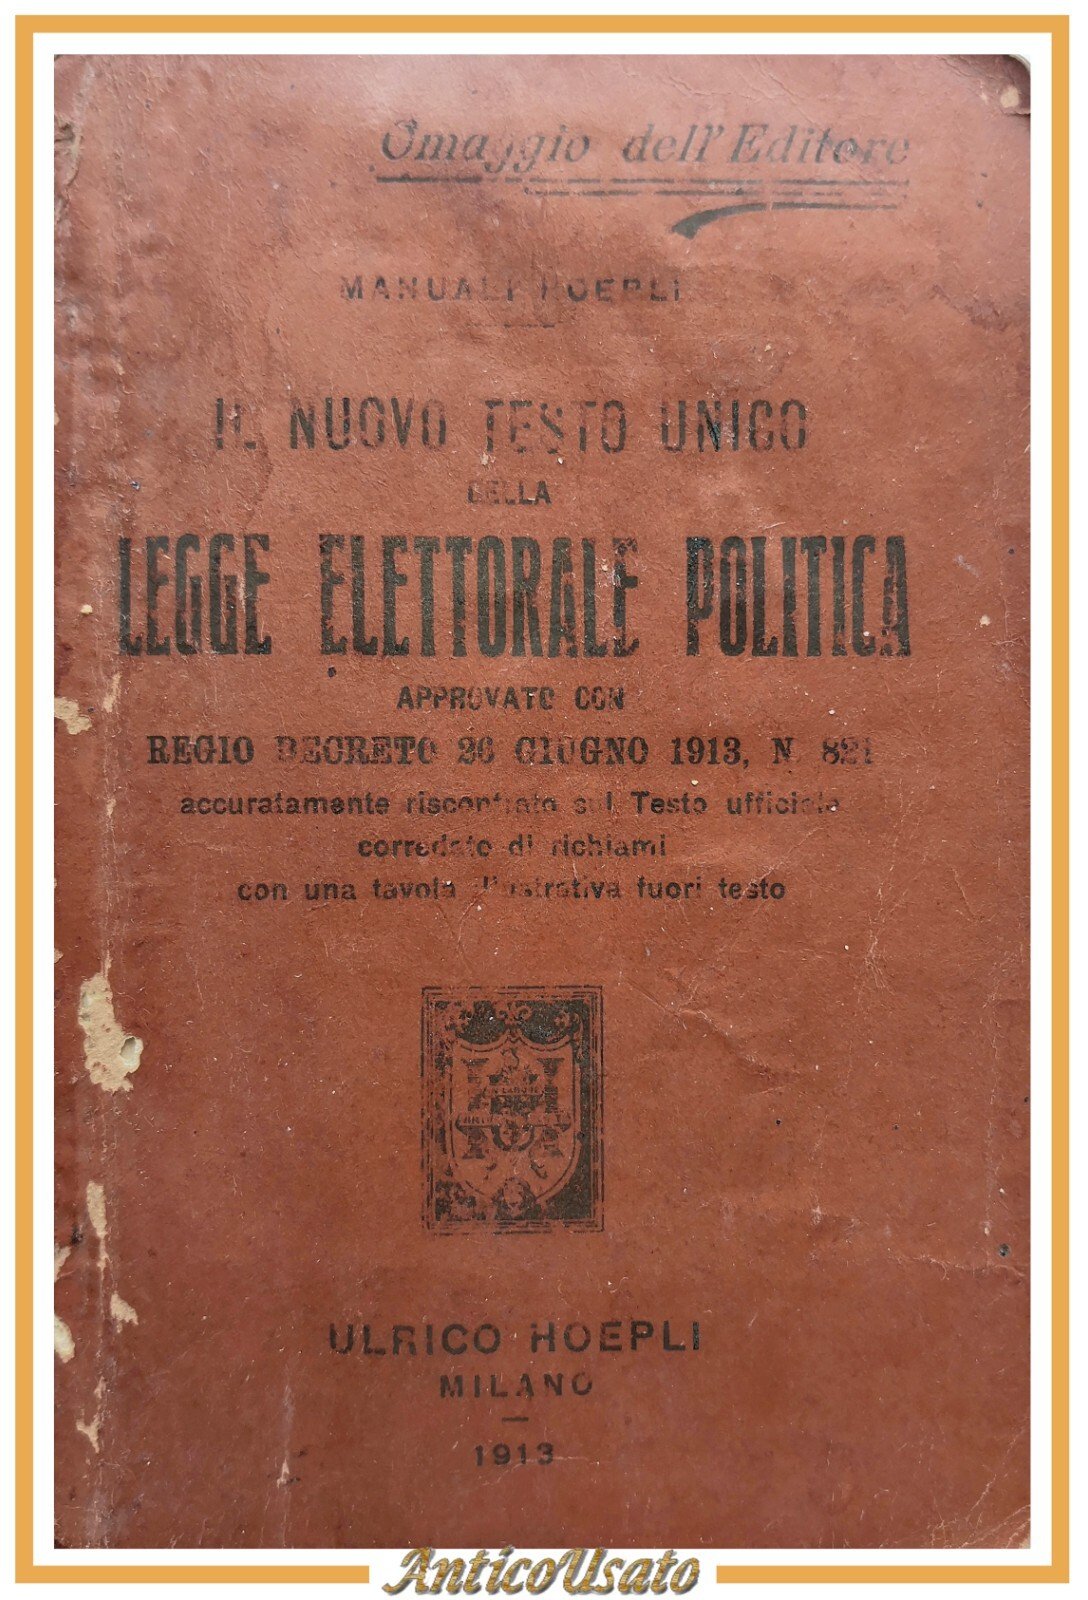 Omaggio dell'Editore
MANUALI HOEPLI
IL NUOVO TESTO UNICO
DELLA
LEGGE ELETTORALE POLITICA
APPROVATO CON
REGIO DECRETO 26 GIUGNO 1913, N. 821
accuratamente riscontrato sul Testo ufficiale
corredato di richiami
con una tavola illustrativa fuori testo
ULRICO HOEPLI
MILANO
1913
AnticoUsato